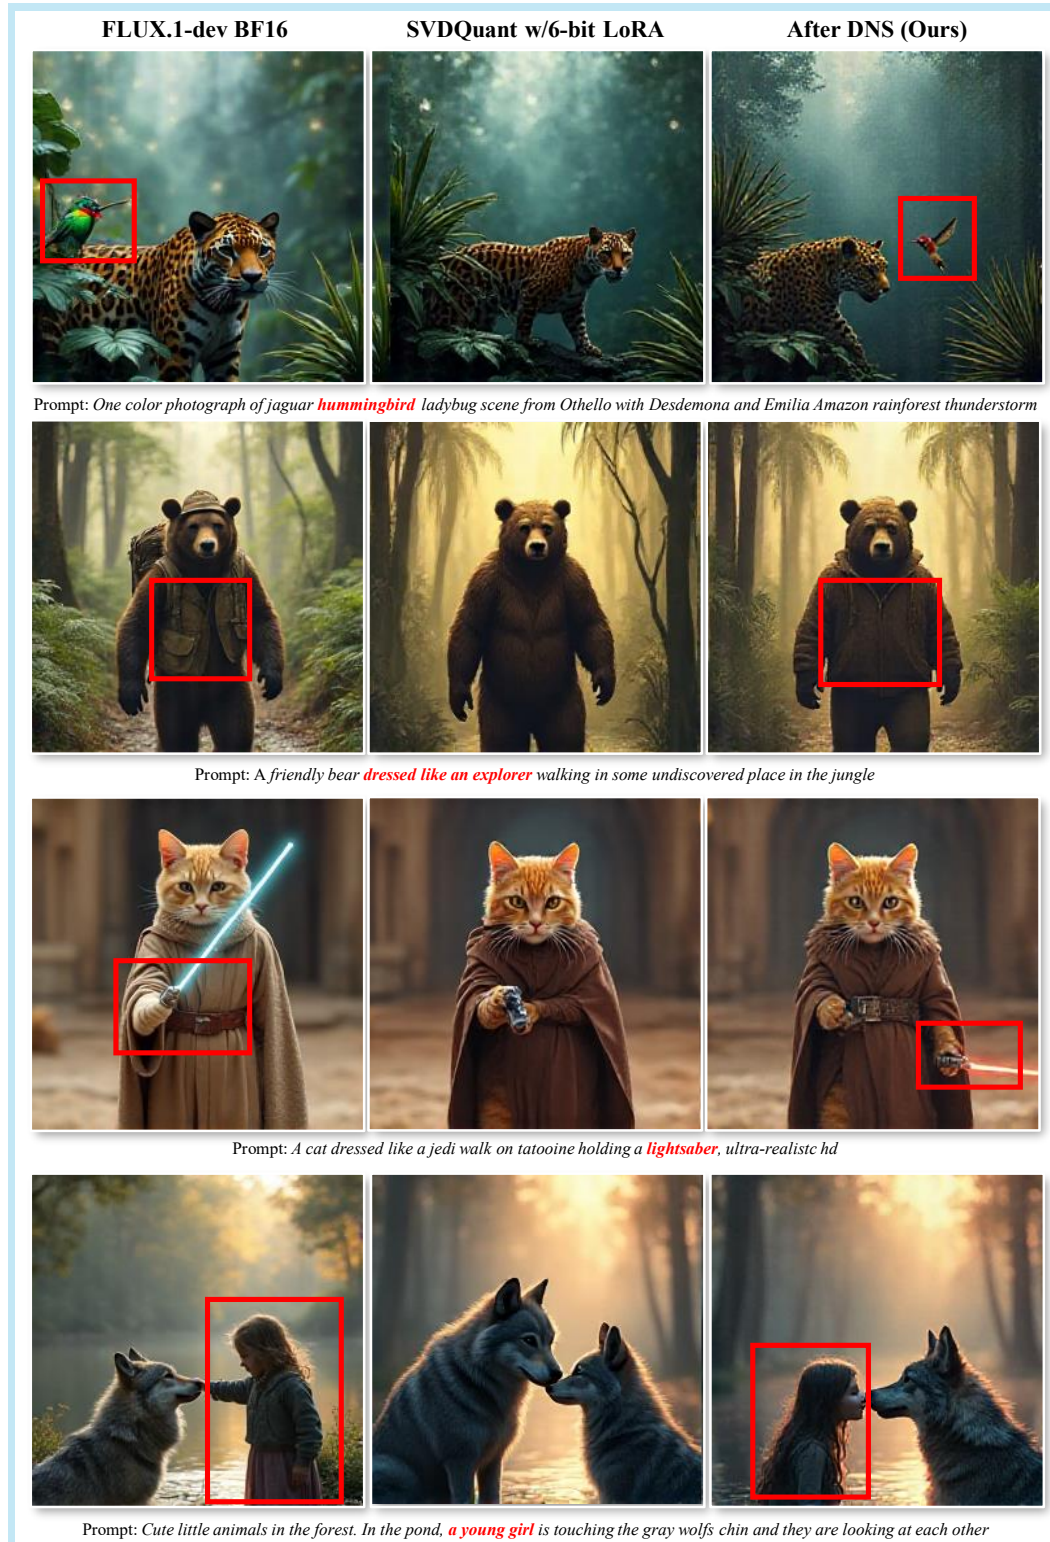 FLUX.1-dev BF16
SVDQuant w/6-bit LoRA
After DNS (Ours)
Prompt: One color photograph of jaguar hummingbird ladybug scene from Othello with Desdemona and Emilia Amazon rainforest thunderstorm
Prompt: A friendly bear dressed like an explorer walking in some undiscovered place in the jungle
Prompt: A cat dressed like a jedi walk on tatooine holding a lightsaber, ultra-realistc hd
Prompt: Cute little animals in the forest. In the pond, a young girl is touching the gray wolfs chin and they are looking at each other